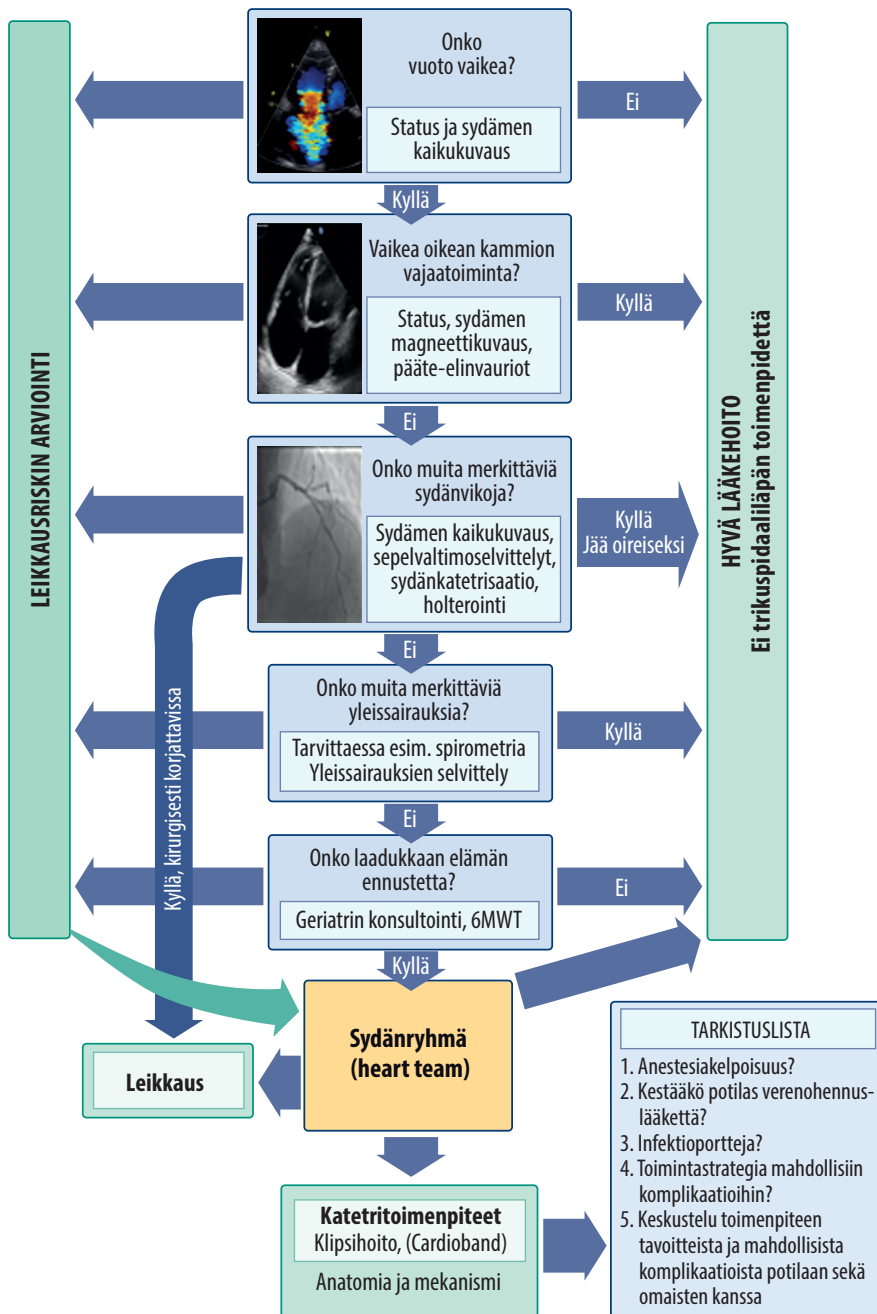 Onko
vuoto vaikea?
Status ja sydämen
kaikukuvaus
Ei
Kyllä
Vaikea oikean kammion
vajaatoiminta?
Status, sydämen
magneettikuvaus,
pääte-elinvauriot
Kyllä
Ei
Onko muita merkittäviä
sydänvikoja?
Sydämen kaikukuvaus,
sepelvaltimoselvittelyt,
sydänkatetrisaatio,
holterointi
Kyllä
Jää oireiseksi
Ei
Onko muita merkittäviä
yleissairauksia?
Tarvittaessa esim. spirometria
Yleissairauksien selvittely
Kyllä
Ei
Onko laadukkaan elämän
ennustetta?
Geriatrin konsultointi, 6MWT
Ei
Kyllä
LEIKKAUSRISKIN ARVIOINTI
Kyllä, kirurgisesti korjattavissa
HYVÄ LÄÄKEHOITO
Ei trikuspidaaliläpän toimenpidettä
Sydänryhmä
(heart team)
Leikkaus
Katetritoimenpiteet
Klipsihoito, (Cardioband)
Anatomia ja mekanismi
TARKISTUSLISTA
1. Anestesiakelpoisuus?
2. Kestääkö potilas verenohennus-
lääkettä?
3. Infektioportteja?
4. Toimintastrategia mahdollisiin
komplikaatioihin?
5. Keskustelu toimenpiteen
tavoitteista ja mahdollisista
komplikaatioista potilaan sekä
omaisten kanssa